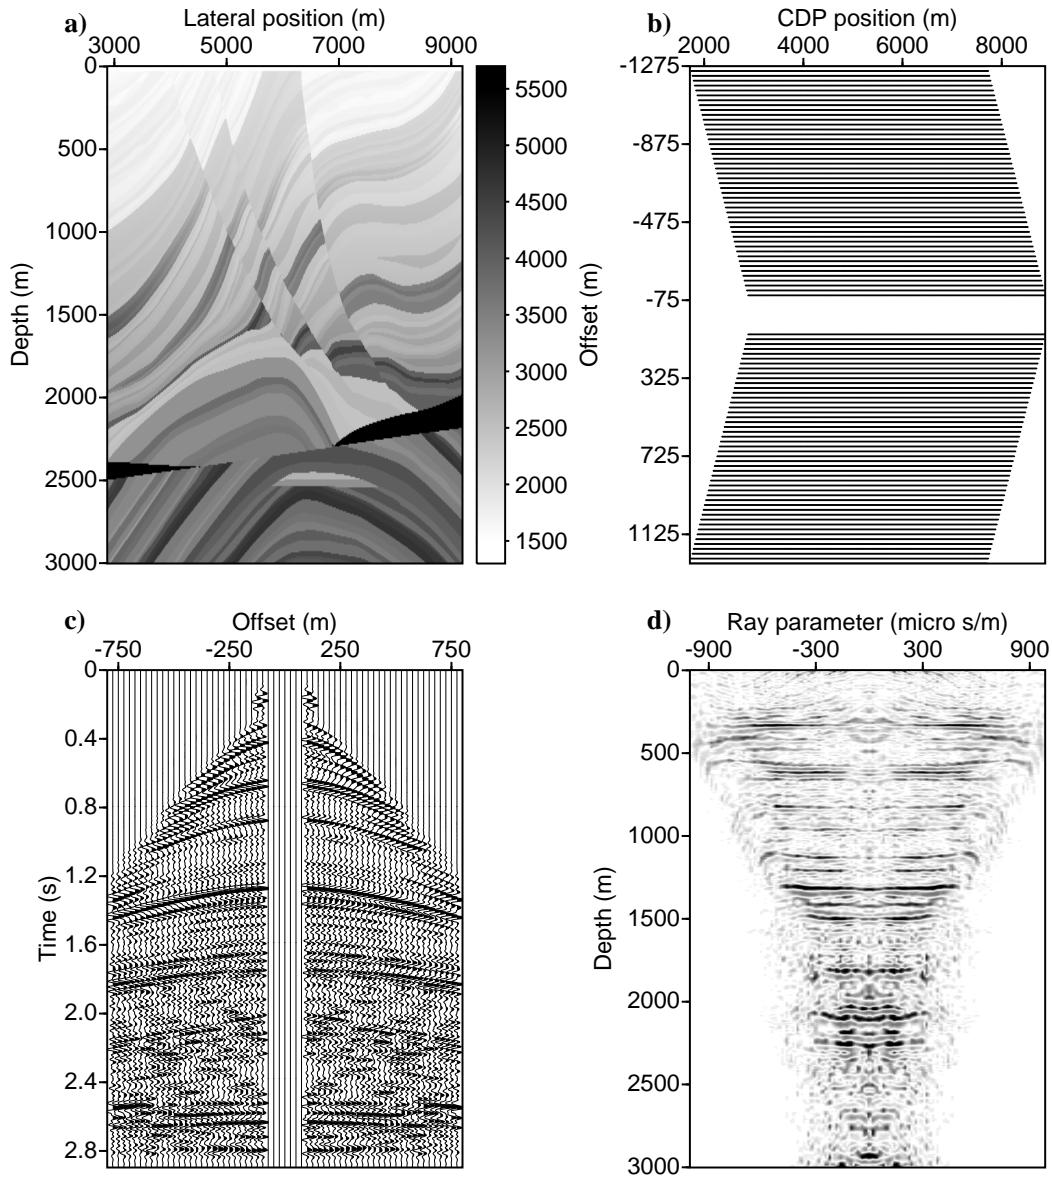 a)
Lateral position (m)
3000 5000 7000 9000
Depth (m)
0
500
1000
1500
2000
2500
3000
5500
5000
4500
4000
3500
3000
2500
2000
1500
b)
CDP position (m)
2000 4000 6000 8000
Offset (m)
-1275
-875
-475
-75
325
725
1125
c)
Offset (m)
-750 -250 250 750
Time (s)
0
0.4
0.8
1.2
1.6
2.0
2.4
2.8
d)
Ray parameter (micro s/m)
-900 -300 300 900
Depth (m)
0
500
1000
1500
2000
2500
3000